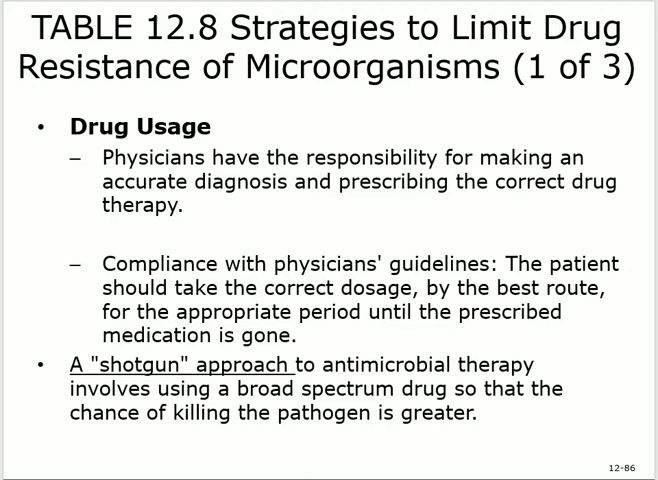 TABLE 12.8 Strategies to Limit Drug
Resistance of Microorganisms (1 of 3)
• Drug Usage
– Physicians have the responsibility for making an
accurate diagnosis and prescribing the correct drug
therapy.
– Compliance with physicians' guidelines: The patient
should take the correct dosage, by the best route,
for the appropriate period until the prescribed
medication is gone.
• A "shotgun" approach to antimicrobial therapy
involves using a broad spectrum drug so that the
chance of killing the pathogen is greater.
12-86